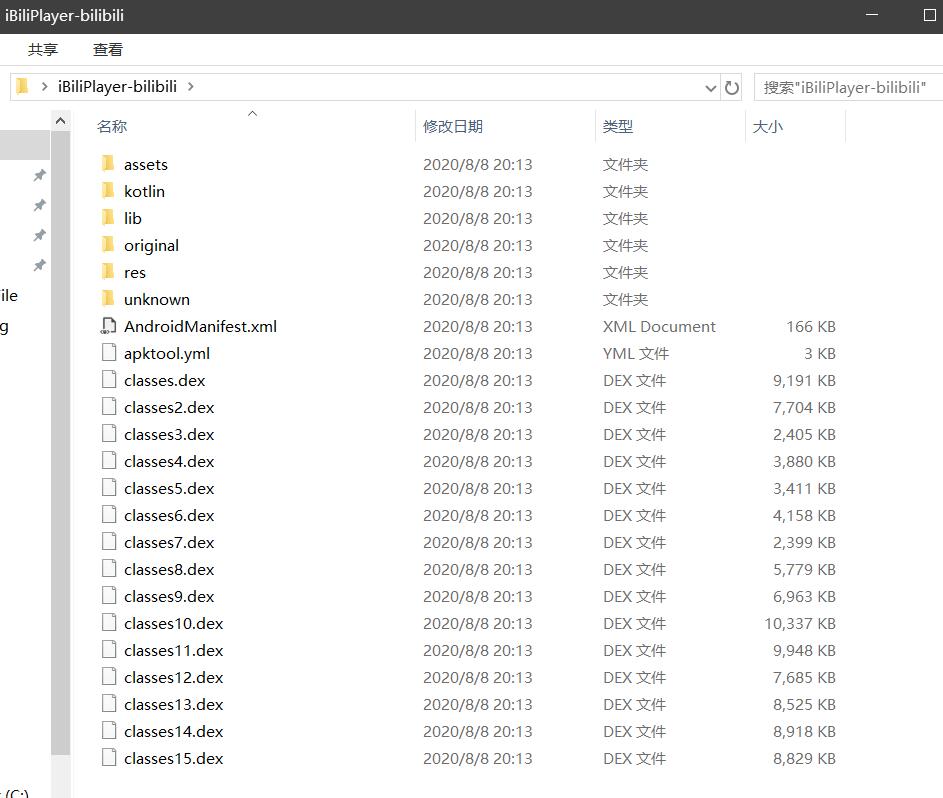 iBiliPlayer-bilibili
共享 查看
iBiliPlayer-bilibili 搜索"iBiliPlayer-bilibili"
名称 修改日期 类型 大小
assets 2020/8/8 20:13 文件夹
kotlin 2020/8/8 20:13 文件夹
lib 2020/8/8 20:13 文件夹
original 2020/8/8 20:13 文件夹
res 2020/8/8 20:13 文件夹
ile
unknown 2020/8/8 20:13 文件夹
g
AndroidManifest.xml 2020/8/8 20:13 XML Document 166 KB
apktool.yml 2020/8/8 20:13 YML 文件 3 KB
classes.dex 2020/8/8 20:13 DEX 文件 9,191 KB
classes2.dex 2020/8/8 20:13 DEX 文件 7,704 KB
classes3.dex 2020/8/8 20:13 DEX 文件 2,405 KB
classes4.dex 2020/8/8 20:13 DEX 文件 3,880 KB
classes5.dex 2020/8/8 20:13 DEX 文件 3,411 KB
classes6.dex 2020/8/8 20:13 DEX 文件 4,158 KB
classes7.dex 2020/8/8 20:13 DEX 文件 2,399 KB
classes8.dex 2020/8/8 20:13 DEX 文件 5,779 KB
classes9.dex 2020/8/8 20:13 DEX 文件 6,963 KB
classes10.dex 2020/8/8 20:13 DEX 文件 10,337 KB
classes11.dex 2020/8/8 20:13 DEX 文件 9,948 KB
classes12.dex 2020/8/8 20:13 DEX 文件 7,685 KB
classes13.dex 2020/8/8 20:13 DEX 文件 8,525 KB
classes14.dex 2020/8/8 20:13 DEX 文件 8,918 KB
classes15.dex 2020/8/8 20:13 DEX 文件 8,829 KB
(C:)